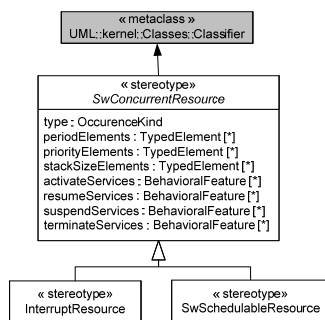 « metaclass»
UML::kernel::Classes::Classifier
« stereotype»
SwConcurrentResource
type : OccurenceKind
periodElements : TypedElement [*]
priorityElements : TypedElement [*]
stackSizeElements : TypedElement [*]
activateServices : BehavioralFeature [*]
resumeServices : BehavioralFeature [*]
suspendServices : BehavioralFeature [*]
terminateServices : BehavioralFeature [*]
« stereotype»
InterruptResource
« stereotype»
SwSchedulableResource